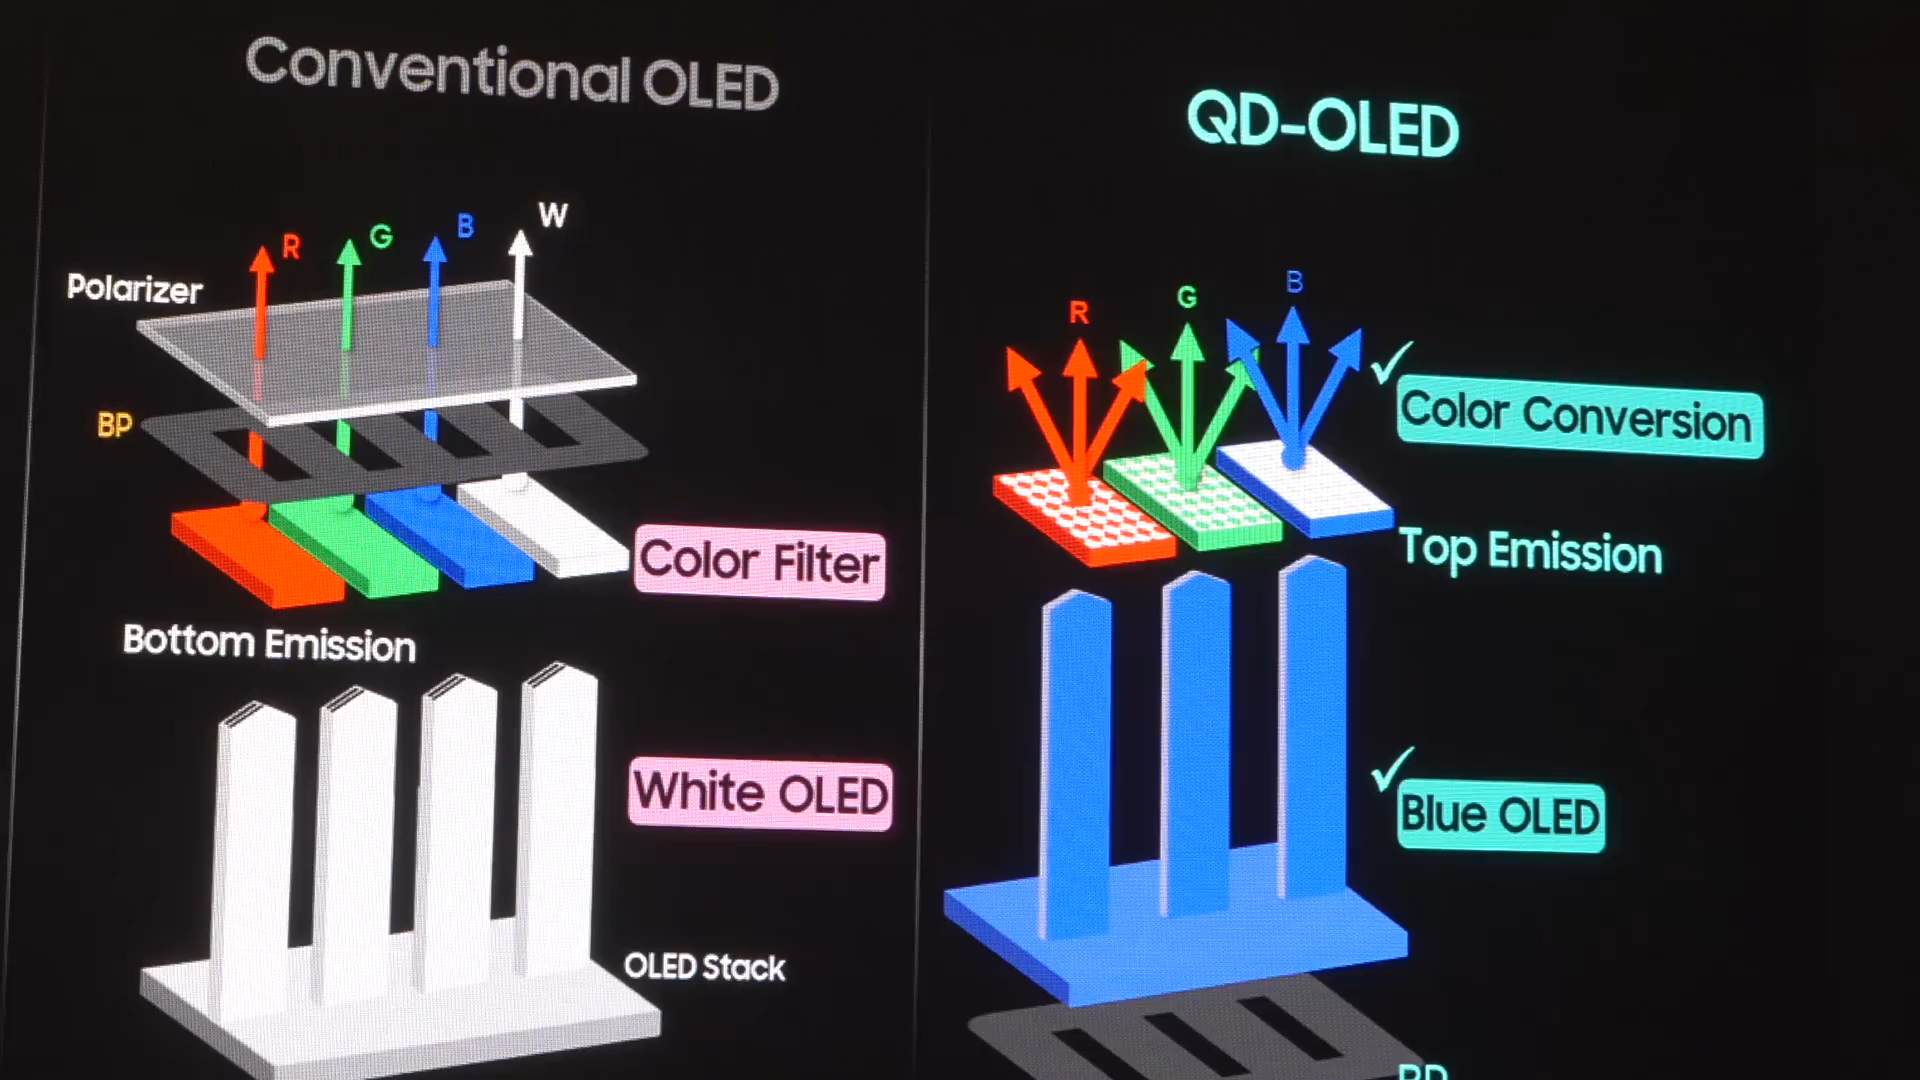 Conventional OLED
R
G
B
W
Polarizer
BP
Color Filter
Bottom Emission
White OLED
OLED Stack
QD-OLED
R
G
B
Color Conversion
Top Emission
Blue OLED